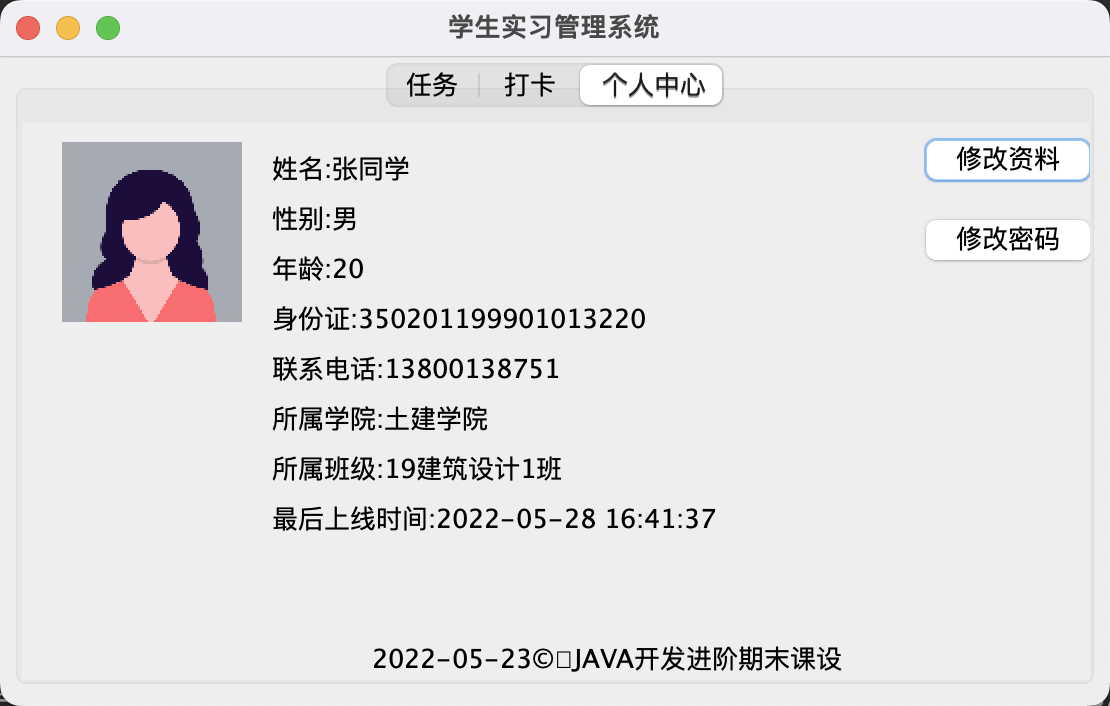 学生实习管理系统
任务 打卡 个人中心
姓名:张同学
修改资料
性别:男
修改密码
年龄:20
身份证:350201199901013220
联系电话:13800138751
所属学院:土建学院
所属班级:19建筑设计1班
最后上线时间:2022-05-28 16:41:37
2022-05-23©▯JAVA开发进阶期末课设